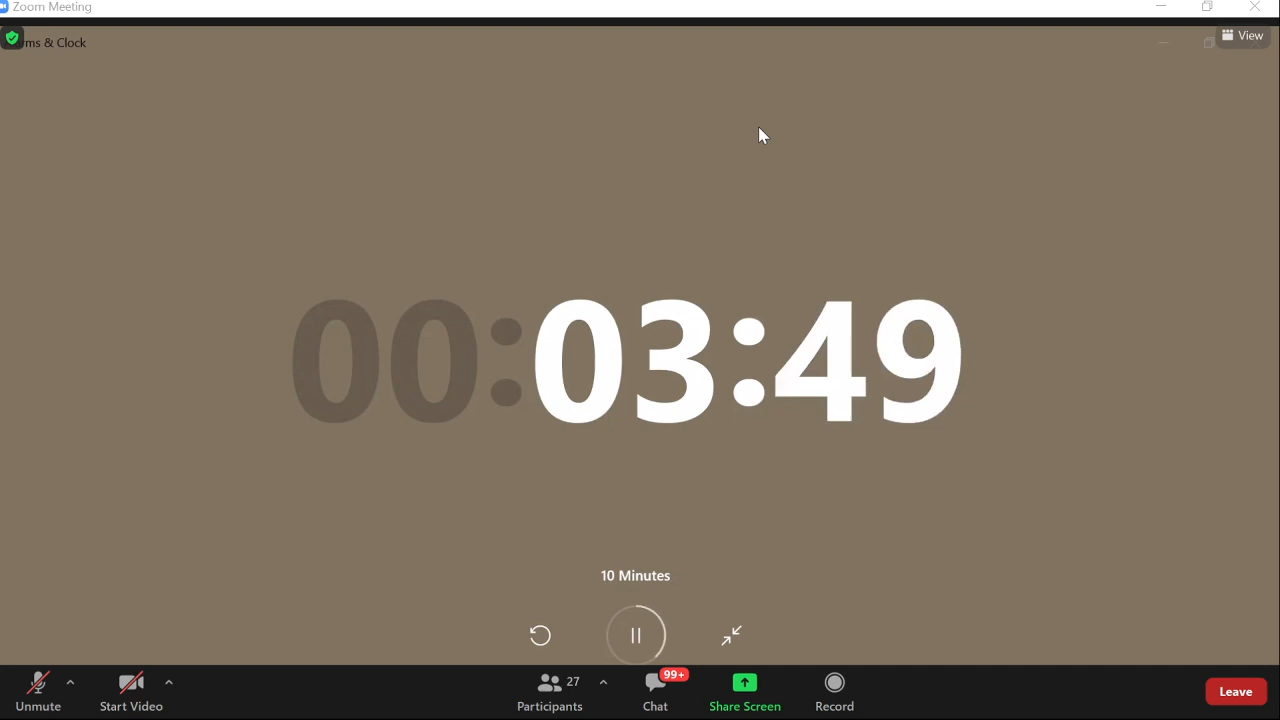 Zoom Meeting
ms & Clock
View
00:03:49
10 Minutes
Unmute
Start Video
27
Participants
99+
Chat
Share Screen
Record
Leave